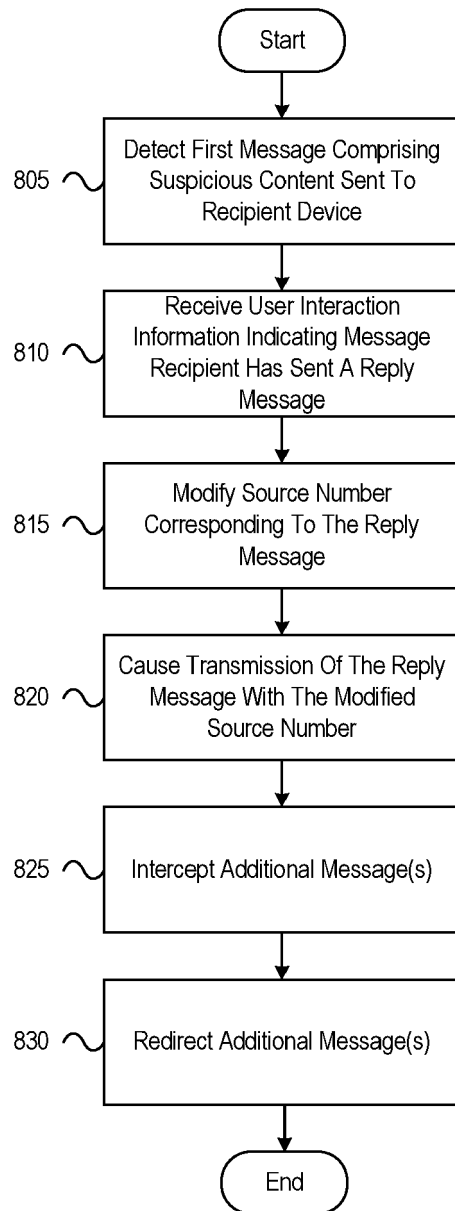 Start
805
Detect First Message Comprising
Suspicious Content Sent To
Recipient Device
810
Receive User Interaction
Information Indicating Message
Recipient Has Sent A Reply
Message
815
Modify Source Number
Corresponding To The Reply
Message
820
Cause Transmission Of The Reply
Message With The Modified
Source Number
825
Intercept Additional Message(s)
830
Redirect Additional Message(s)
End